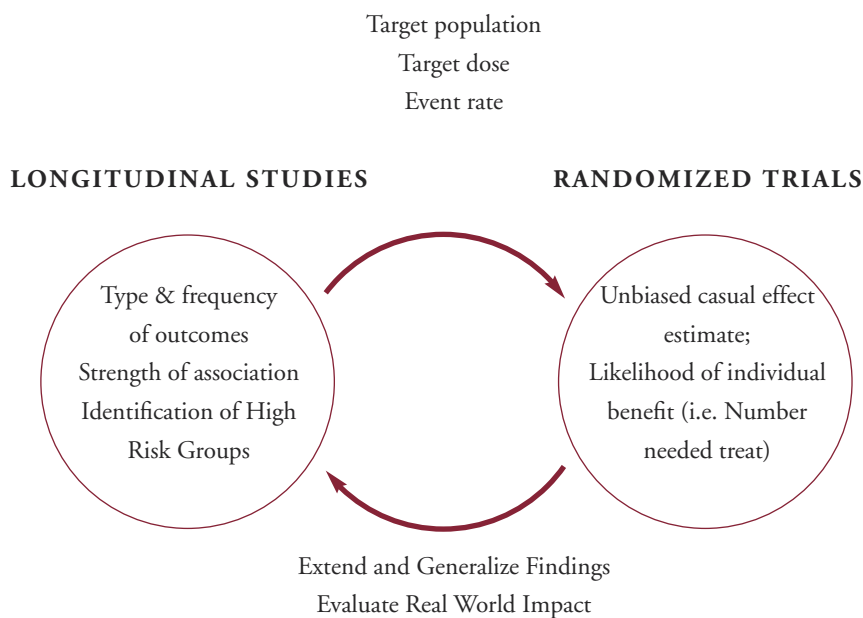 Target population
Target dose
Event rate
LONGITUDINAL STUDIES
RANDOMIZED TRIALS
Type & frequency
of outcomes
Strength of association
Identification of High
Risk Groups
Unbiased casual effect
estimate;
Likelihood of individual
benefit (i.e. Number
needed treat)
Extend and Generalize Findings
Evaluate Real World Impact